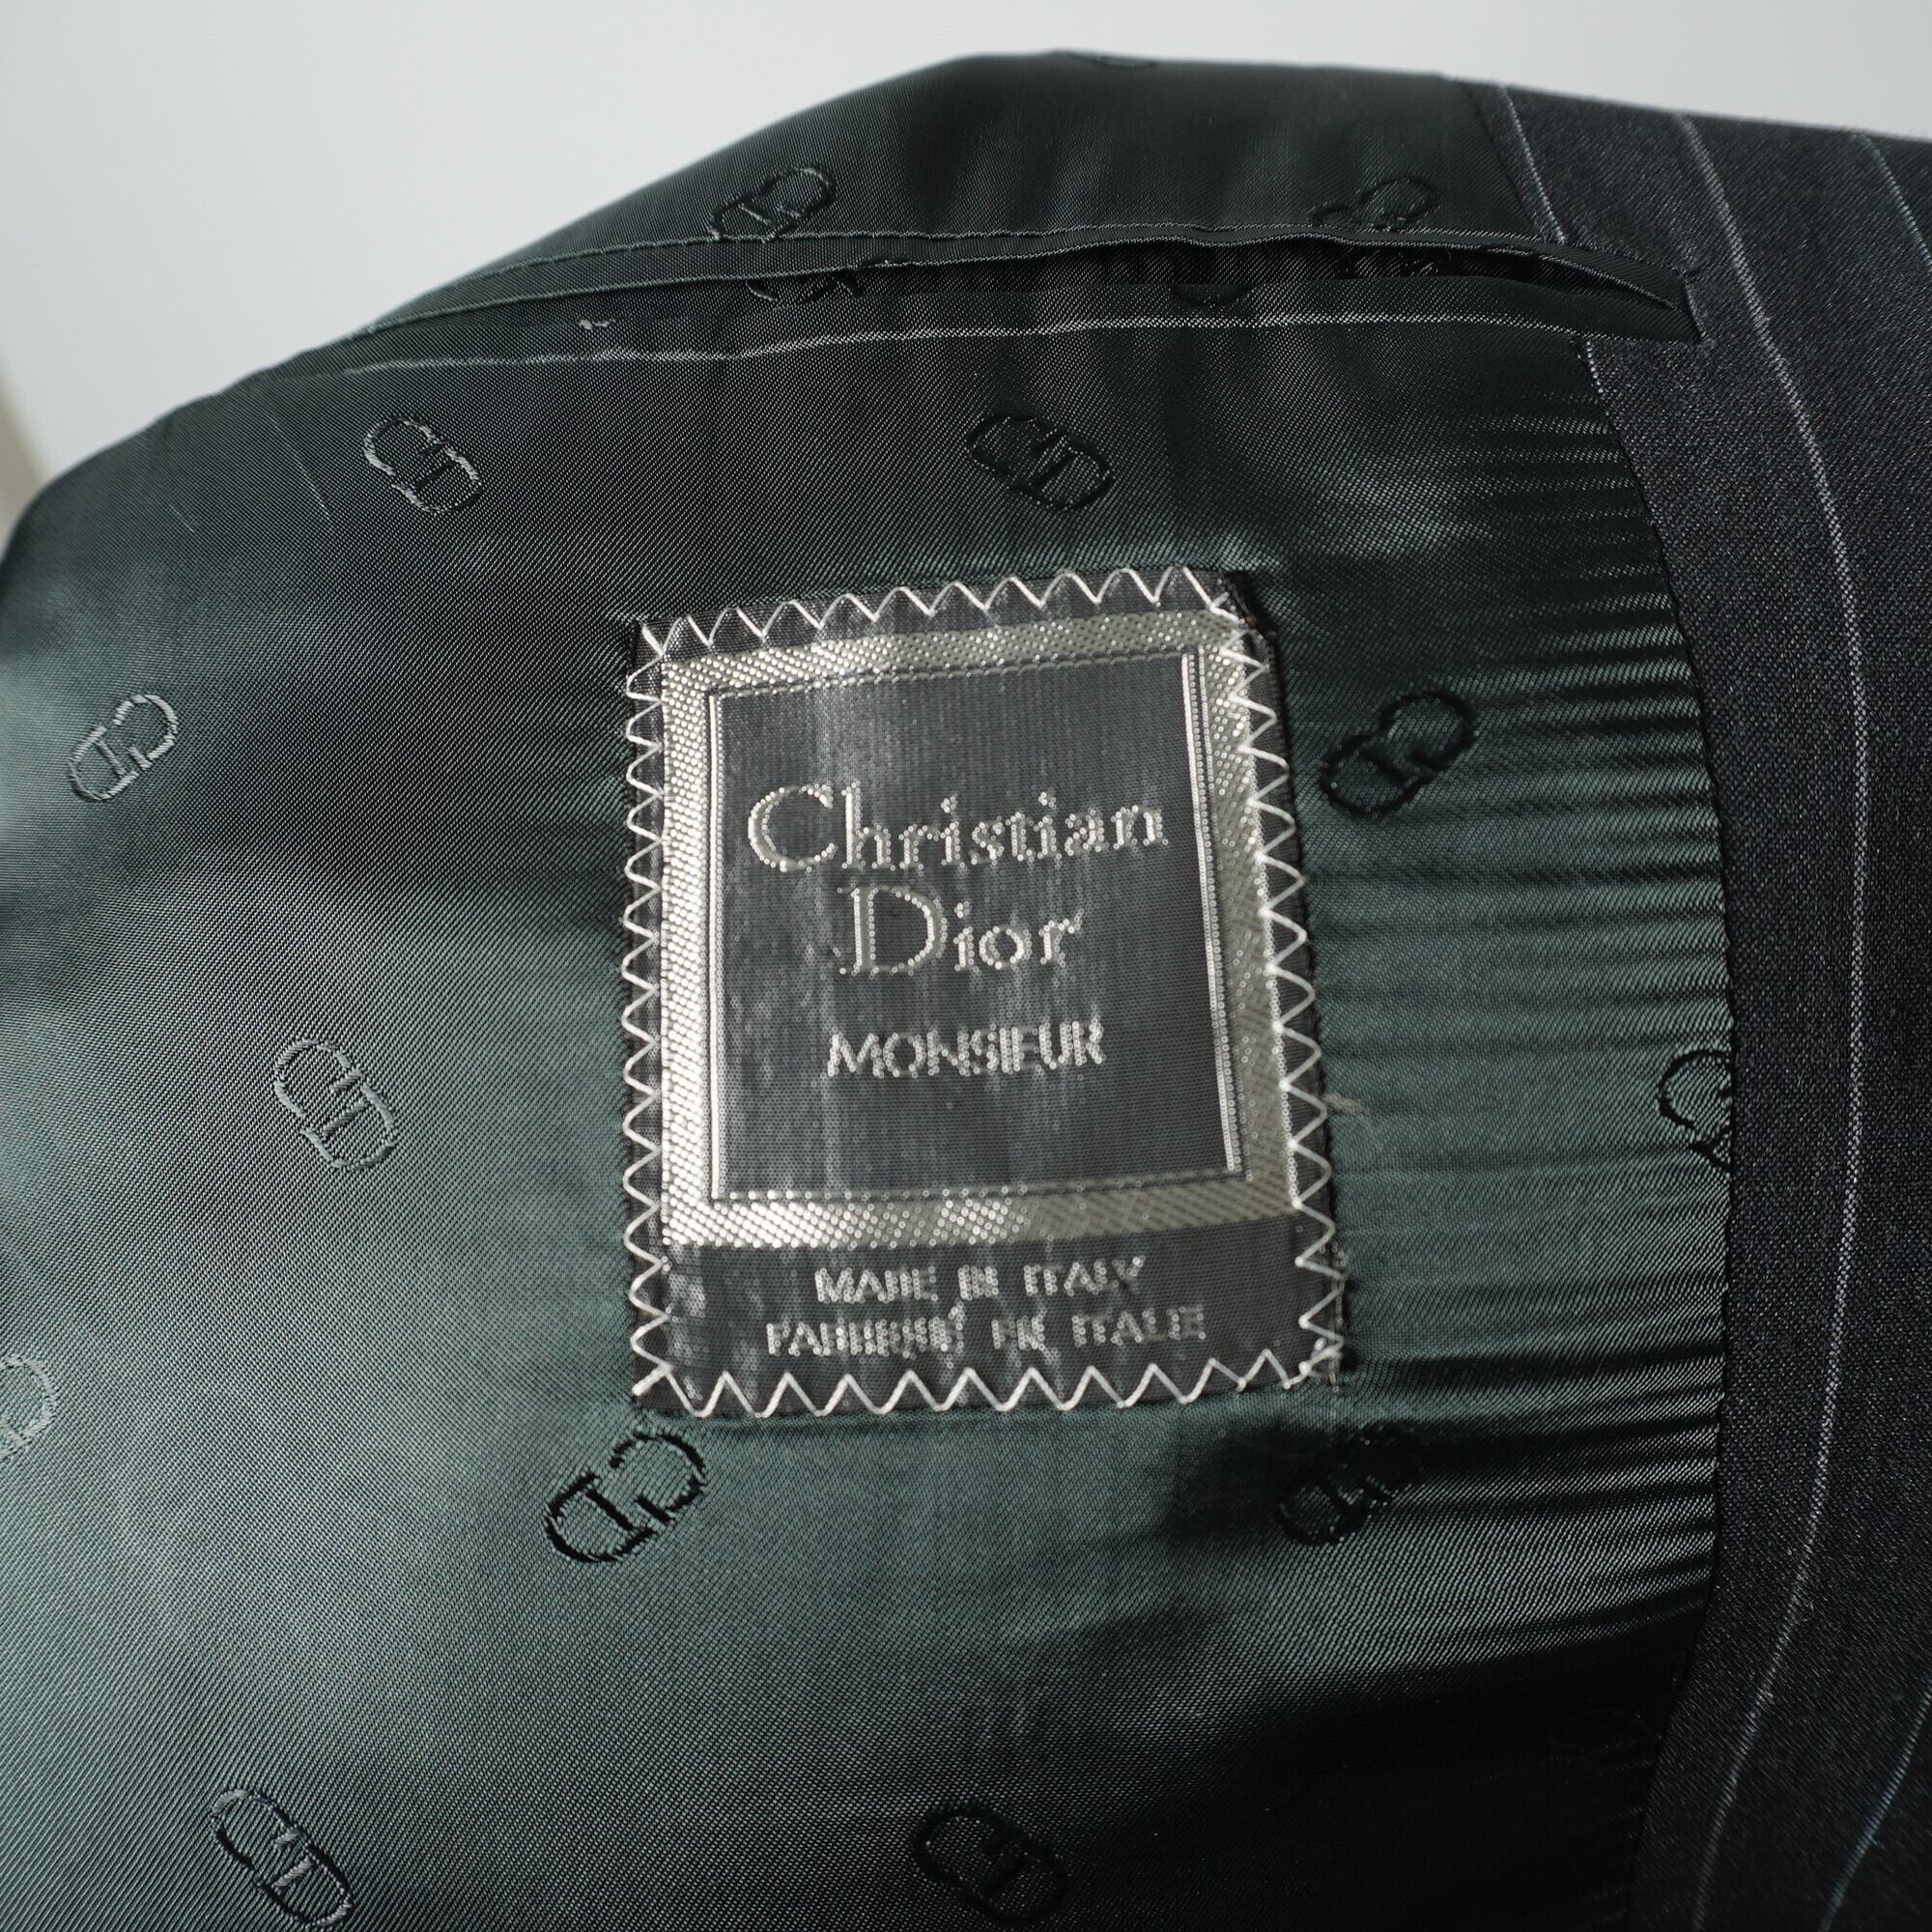 Christian
Dior
MONSIEUR
MADE IN ITALY
FABRIQUÉ EN ITALIE